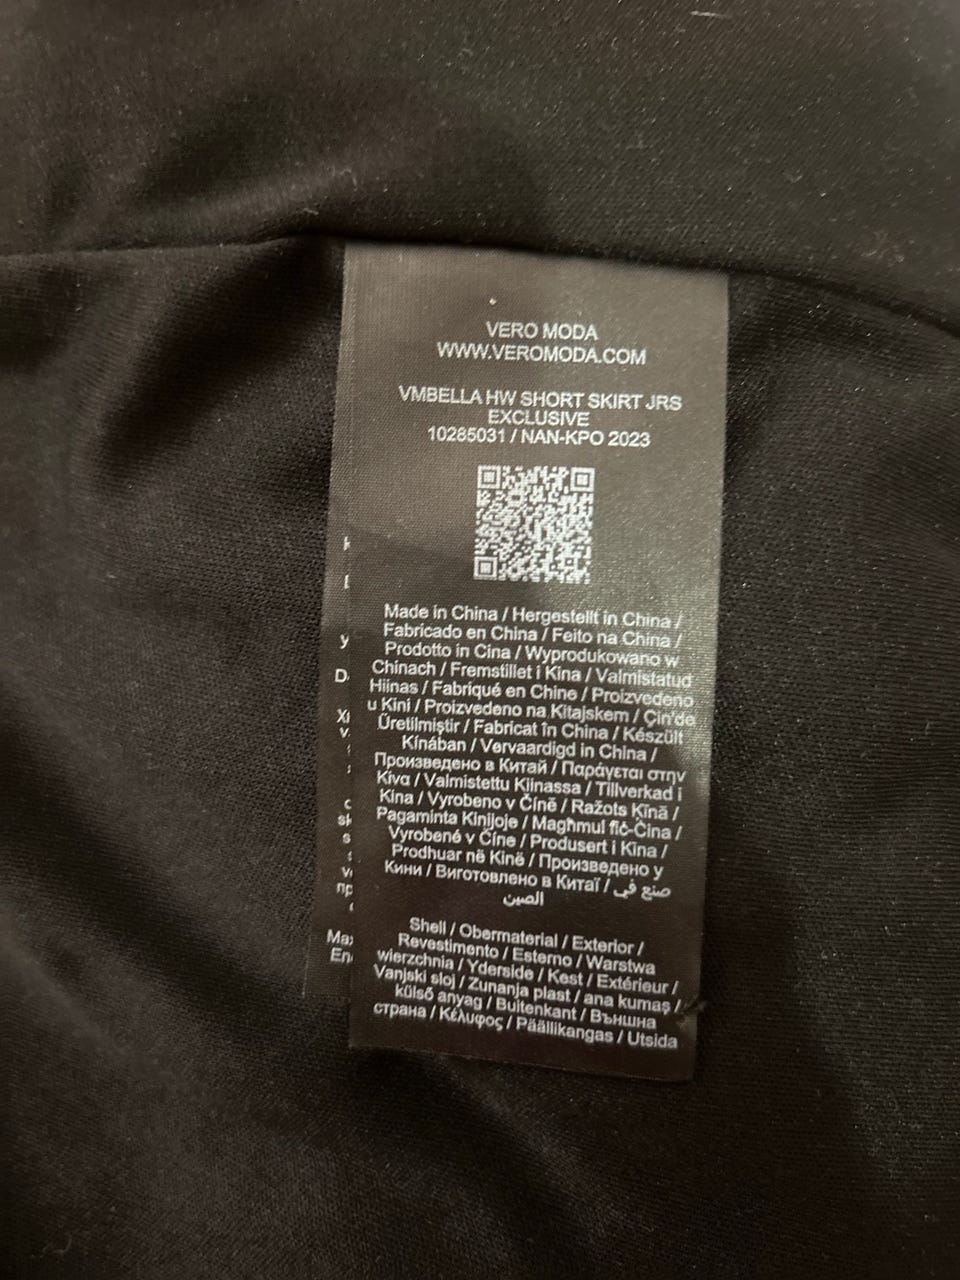 VERO MODA
WWW.VEROMODA.COM
VMBELLA HW SHORT SKIRT JRS
EXCLUSIVE
10285031 / NAN-KPO 2023
Made in China / Hergestellt in China /
Fabricado en China / Feito na China /
Prodotto in Cina / Wyprodukowano w
Chinach / Fremstillet i Kina / Valmistatud
Hiinas / Fabriqué en Chine / Proizvedeno
u Kini / Proizvedeno na Kitajskem / Çin'de
Üretilmiştir / Fabricat în China / Készült
Kínában / Vervaardigd in China /
Произведено в Китай / Παράγεται στην
Κίνα / Valmistettu Kiinassa / Tillverkad i
Kina / Vyrobeno v Číně / Ražots Ķīnā /
Pagaminta Kinijoje / Magħmul fiċ-Ċina /
Vyrobené v Číne / Produsert i Kina /
Prodhuar në Kinë / Произведено у
Кини / Виготовлено в Китаї / صنع في
الصين
Shell / Obermaterial / Exterior /
Revestimento / Esterno / Warstwa
wierzchnia / Yderside / Kest / Extérieur /
Vanjski sloj / Zunanja plast / ana kumaş /
külső anyag / Buitenkant / Външна
страна / Κέλυφος / Päällikangas / Utsida